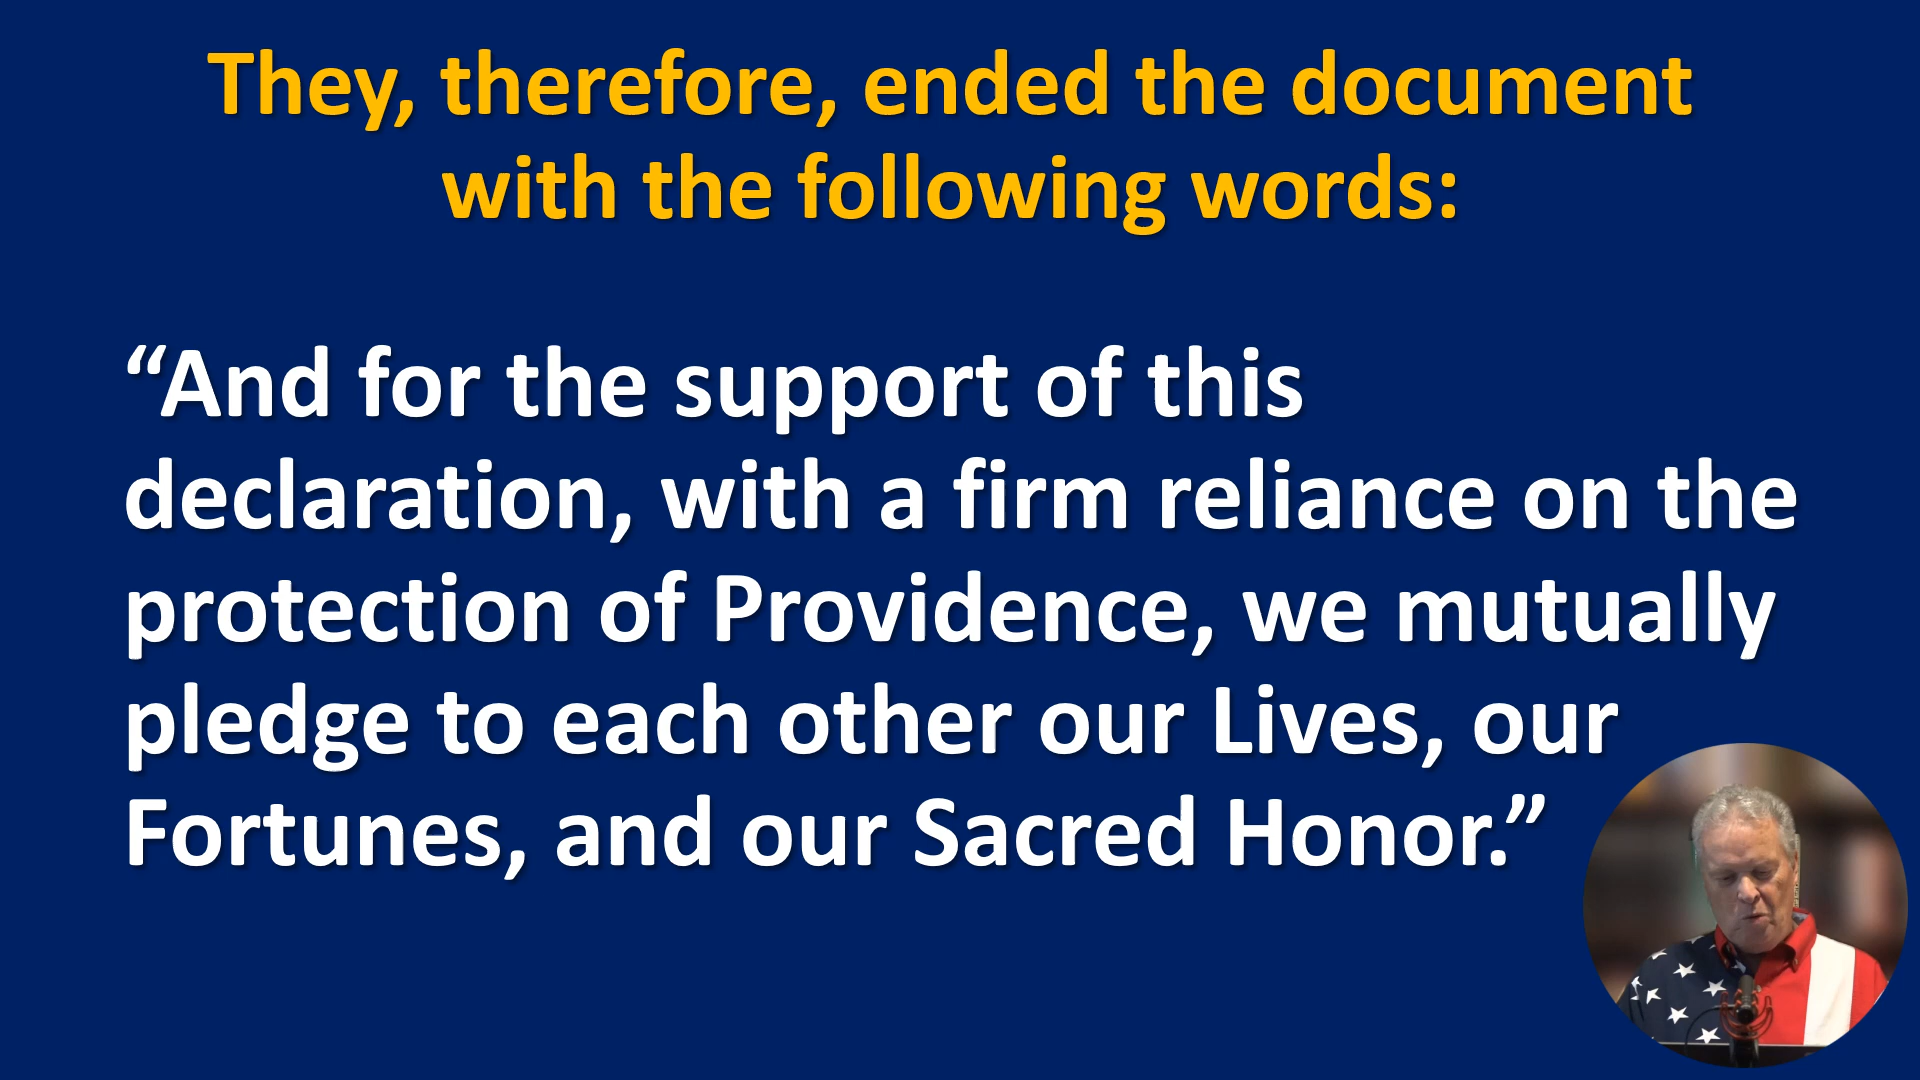 They, therefore, ended the document
with the following words:
“And for the support of this
declaration, with a firm reliance on the
protection of Providence, we mutually
pledge to each other our Lives, our
Fortunes, and our Sacred Honor.”